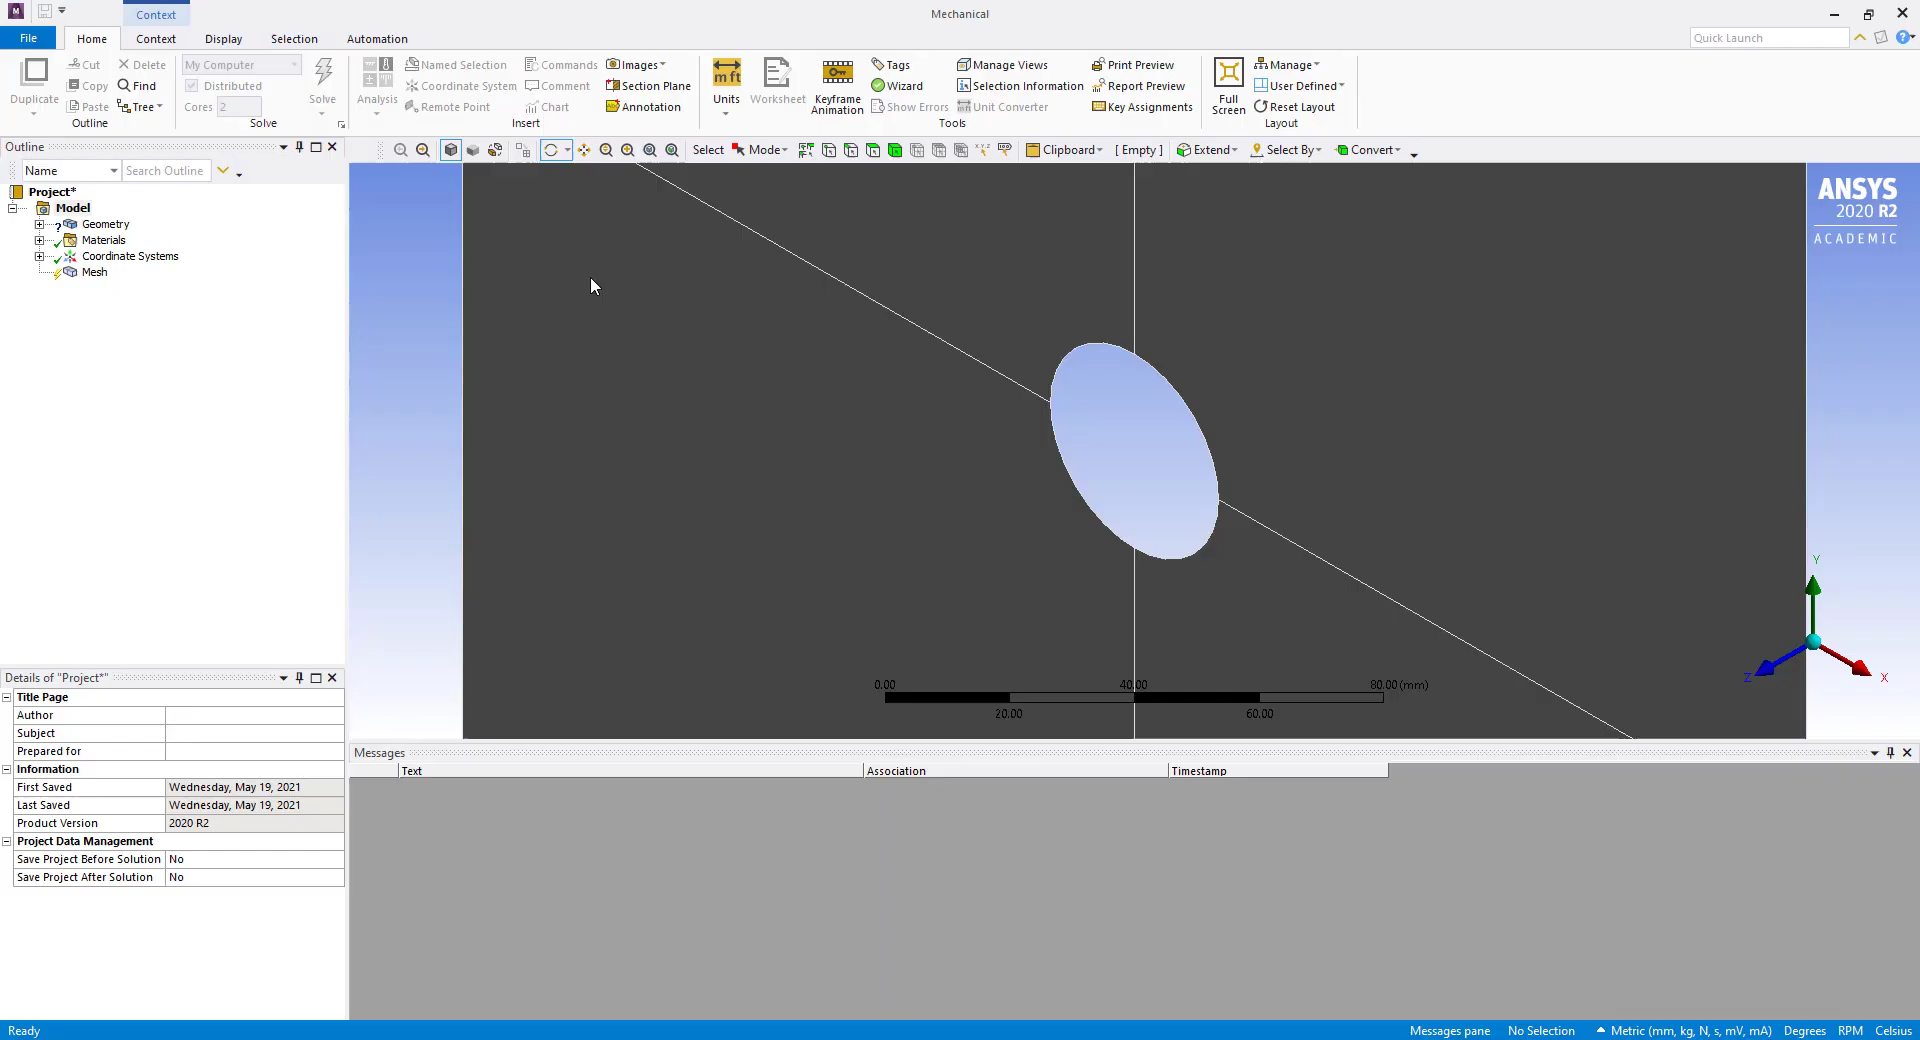 Context
Mechanical
File Home Context Display Selection Automation
Quick Launch
Duplicate
Cut
Copy
Paste
Delete
Find
Tree
Outline
My Computer
Distributed
Cores 2
Solve
Solve
Analysis
Named Selection
Coordinate System
Remote Point
Commands
Comment
Chart
Images
Section Plane
Annotation
Insert
Units
Worksheet
Keyframe
Animation
Tags
Wizard
Show Errors
Manage Views
Selection Information
Unit Converter
Print Preview
Report Preview
Key Assignments
Tools
Full
Screen
Manage
User Defined
Reset Layout
Layout
Outline
Name
Search Outline
Select Mode Clipboard [ Empty ] Extend Select By Convert
Project*
Model
Geometry
Materials
Coordinate Systems
Mesh
ANSYS
2020 R2
ACADEMIC
Y
Z
X
0.00 40.00 80.00 (mm)
20.00 60.00
Details of "Project*"
Title Page
Author
Subject
Prepared for
Information
First Saved Wednesday, May 19, 2021
Last Saved Wednesday, May 19, 2021
Product Version 2020 R2
Project Data Management
Save Project Before Solution No
Save Project After Solution No
Messages
Text Association Timestamp
Ready
Messages pane No Selection Metric (mm, kg, N, s, mV, mA) Degrees RPM Celsius